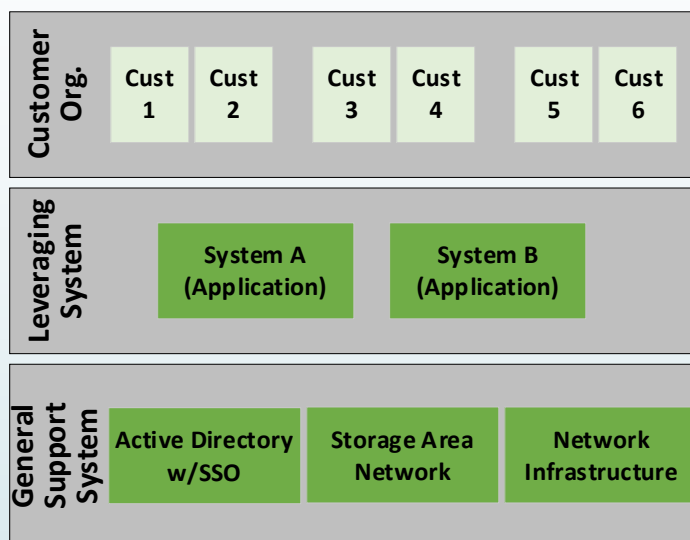 Customer
Org.
Cust
1
Cust
2
Cust
3
Cust
4
Cust
5
Cust
6
Leveraging
System
System A
(Application)
System B
(Application)
General
Support
System
Active Directory
w/SSO
Storage Area
Network
Network
Infrastructure